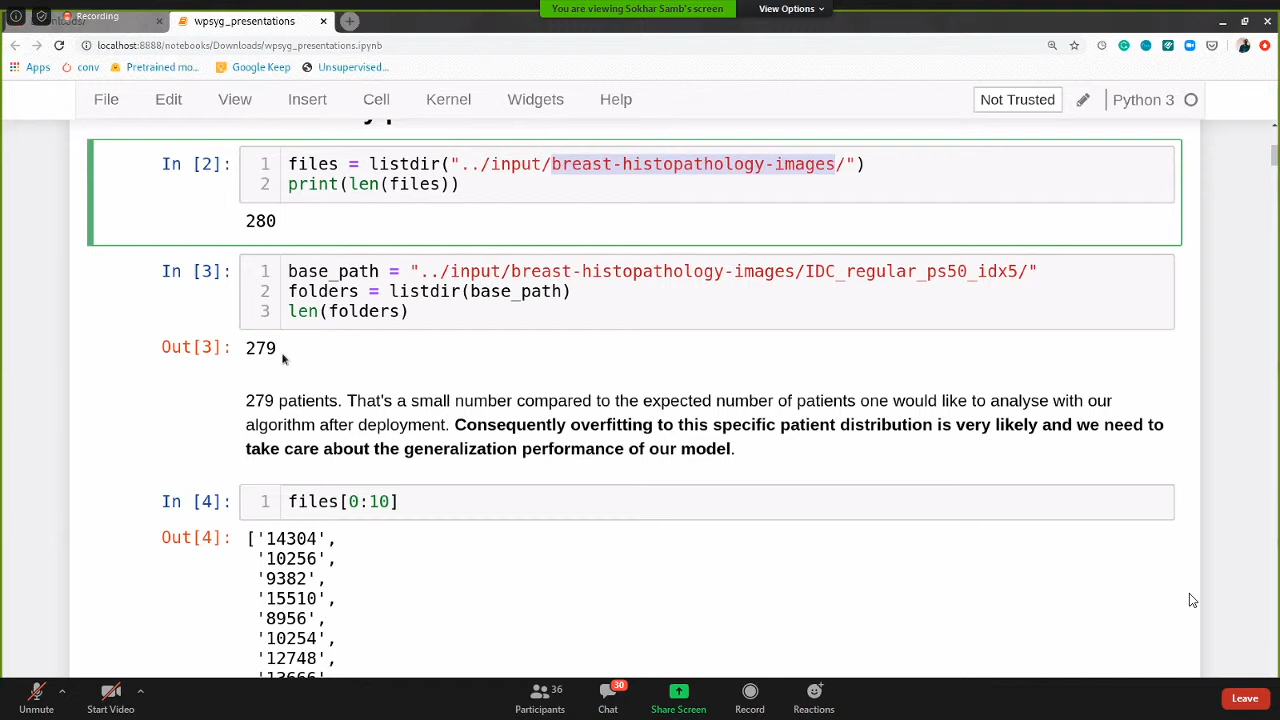 Recording
You are viewing Sokhar Samb's screen
View Options
wpsyg_presentations
localhost:8888/notebooks/Downloads/wpsyg_presentations.ipynb
Apps
conv
Pretrained mo...
Google Keep
Unsupervised...
File
Edit
View
Insert
Cell
Kernel
Widgets
Help
Not Trusted
Python 3
In [2]:
1 files = listdir("../input/breast-histopathology-images/")
2 print(len(files))
280
In [3]:
1 base_path = "../input/breast-histopathology-images/IDC_regular_ps50_idx5/"
2 folders = listdir(base_path)
3 len(folders)
Out[3]:
279
279 patients. That's a small number compared to the expected number of patients one would like to analyse with our
algorithm after deployment. Consequently overfitting to this specific patient distribution is very likely and we need to
take care about the generalization performance of our model.
In [4]:
1 files[0:10]
Out[4]:
['14304',
'10256',
'9382',
'15510',
'8956',
'10254',
'12748',
Unmute
Start Video
36
Participants
30
Chat
Share Screen
Record
Reactions
Leave